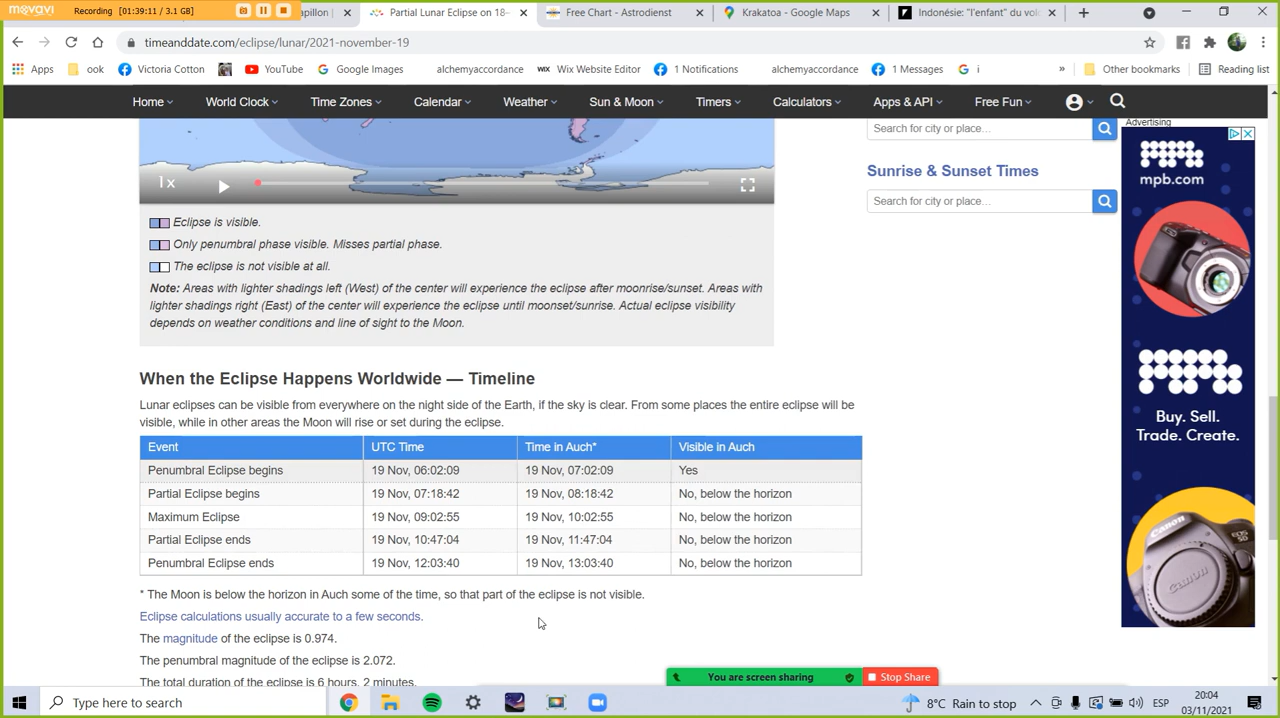 movavi
Recording
01:39:11 / 3.1 GB
apillon
Partial Lunar Eclipse on 18–
Free Chart - Astrodienst
Krakatoa - Google Maps
Indonésie: "l'enfant" du vol
timeanddate.com/eclipse/lunar/2021-november-19
Apps
ook
Victoria Cotton
YouTube
Google Images
alchemyaccordance
Wix Website Editor
1 Notifications
alchemyaccordance
1 Messages
i
»
Other bookmarks
Reading list
Home
World Clock
Time Zones
Calendar
Weather
Sun & Moon
Timers
Calculators
Apps & API
Free Fun
Advertising
Search for city or place...
Sunrise & Sunset Times
Search for city or place...
mpb.com
1x
Eclipse is visible.
Only penumbral phase visible. Misses partial phase.
The eclipse is not visible at all.
Note: Areas with lighter shadings left (West) of the center will experience the eclipse after moonrise/sunset. Areas with
lighter shadings right (East) of the center will experience the eclipse until moonset/sunrise. Actual eclipse visibility
depends on weather conditions and line of sight to the Moon.
When the Eclipse Happens Worldwide — Timeline
Lunar eclipses can be visible from everywhere on the night side of the Earth, if the sky is clear. From some places the entire eclipse will be
visible, while in other areas the Moon will rise or set during the eclipse.
Event UTC Time Time in Auch* Visible in Auch
Penumbral Eclipse begins 19 Nov, 06:02:09 19 Nov, 07:02:09 Yes
Partial Eclipse begins 19 Nov, 07:18:42 19 Nov, 08:18:42 No, below the horizon
Maximum Eclipse 19 Nov, 09:02:55 19 Nov, 10:02:55 No, below the horizon
Partial Eclipse ends 19 Nov, 10:47:04 19 Nov, 11:47:04 No, below the horizon
Penumbral Eclipse ends 19 Nov, 12:03:40 19 Nov, 13:03:40 No, below the horizon
* The Moon is below the horizon in Auch some of the time, so that part of the eclipse is not visible.
Eclipse calculations usually accurate to a few seconds.
The magnitude of the eclipse is 0.974.
The penumbral magnitude of the eclipse is 2.072.
The total duration of the eclipse is 6 hours, 2 minutes.
Buy. Sell.
Trade. Create.
Canon
Canon
EOS
5D
You are screen sharing
Stop Share
Type here to search
8°C Rain to stop
ESP
20:04
03/11/2021